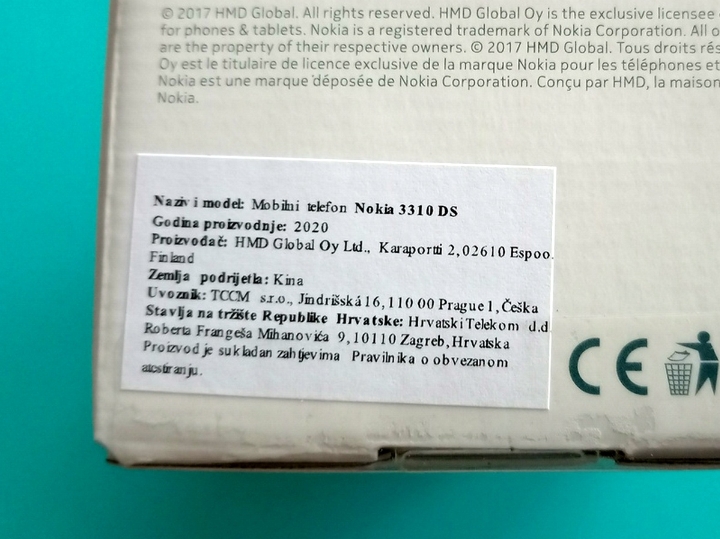 © 2017 HMD Global. All rights reserved. HMD Global Oy is the exclusive licensee
for phones & tablets. Nokia is a registered trademark of Nokia Corporation. All
are the property of their respective owners. © 2017 HMD Global. Tous droits
Oy est le titulaire de licence exclusive de la marque Nokia pour les téléphones et
Nokia est une marque déposée de Nokia Corporation. Conçu par HMD, la maison
Nokia.
Naziv i model: Mobilni telefon Nokia 3310 DS
Godina proizvodnje: 2020
Proizvođač: HMD Global Oy Ltd., Karaportti 2,02610 Espoo
Finland
Zemlja podrijetla: Kina
Uvoznik: TCCM s.r.o., Jindrišská 16, 110 00 Prague 1, Češka
Stavlja na tržište Republike Hrvatske: Hrvatski Telekom d.d
Roberta Frangeša Mihanovića 9, 10110 Zagreb, Hrvatska
Proizvod je sukladan zahtjevima Pravilnika o obvezanom
atestiranju.
CE